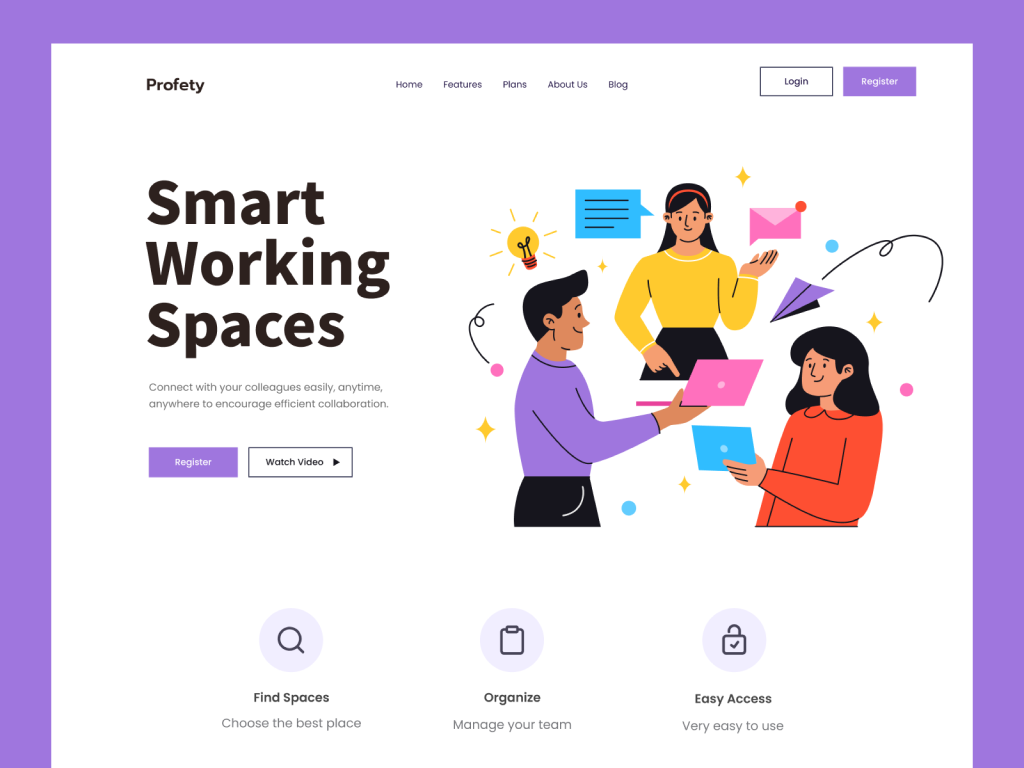 Profety
Home Features Plans About Us Blog
Login
Register
Smart
Working
Spaces
Connect with your colleagues easily, anytime,
anywhere to encourage efficient collaboration.
Register
Watch Video
Find Spaces
Choose the best place
Organize
Manage your team
Easy Access
Very easy to use